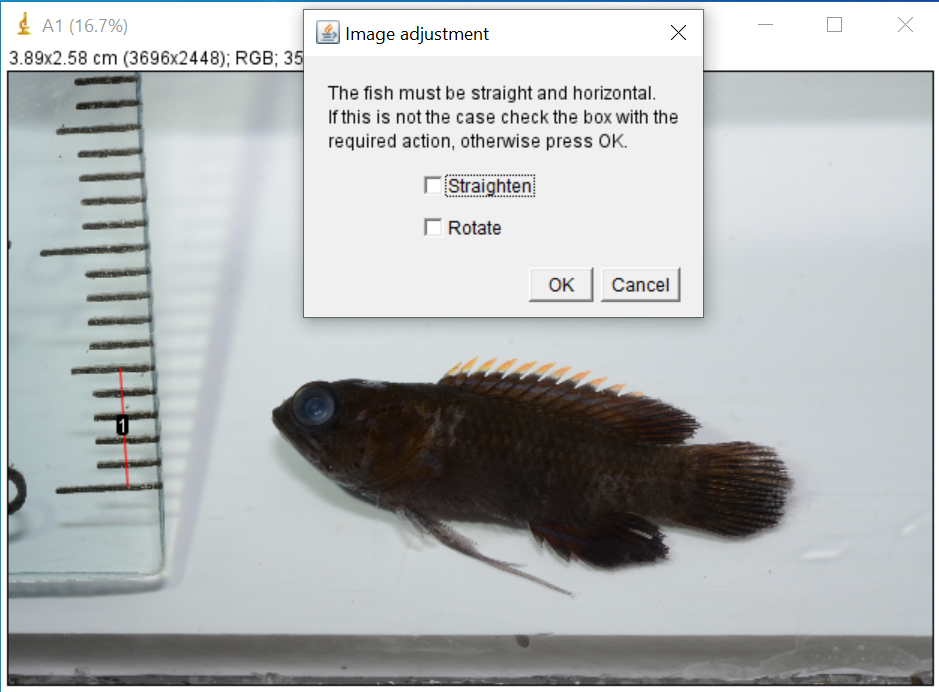 A1 (16.7%)
3.89x2.58 cm (3696x2448); RGB; 35
Image adjustment
The fish must be straight and horizontal.
If this is not the case check the box with the
required action, otherwise press OK.
Straighten
Rotate
OK
Cancel
1